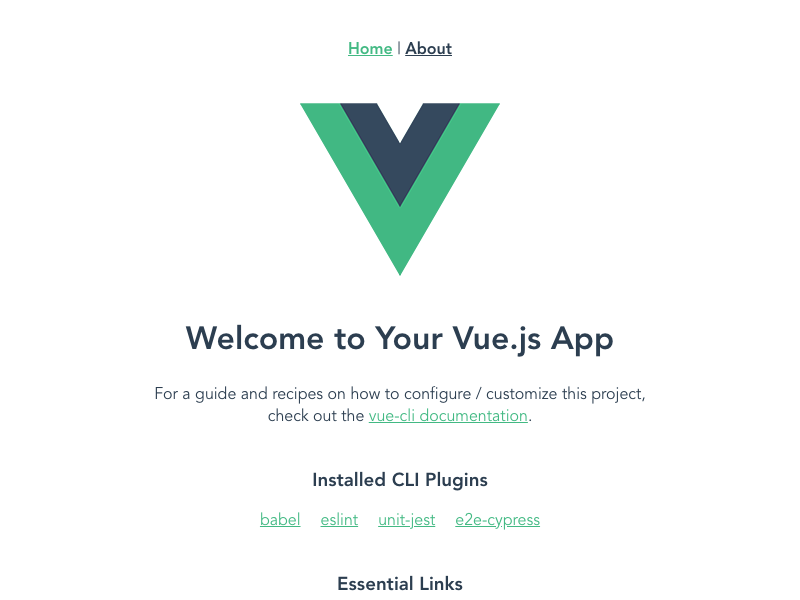 Home | About
Welcome to Your Vue.js App
For a guide and recipes on how to configure / customize this project,
check out the vue-cli documentation.
Installed CLI Plugins
babel eslint unit-jest e2e-cypress
Essential Links